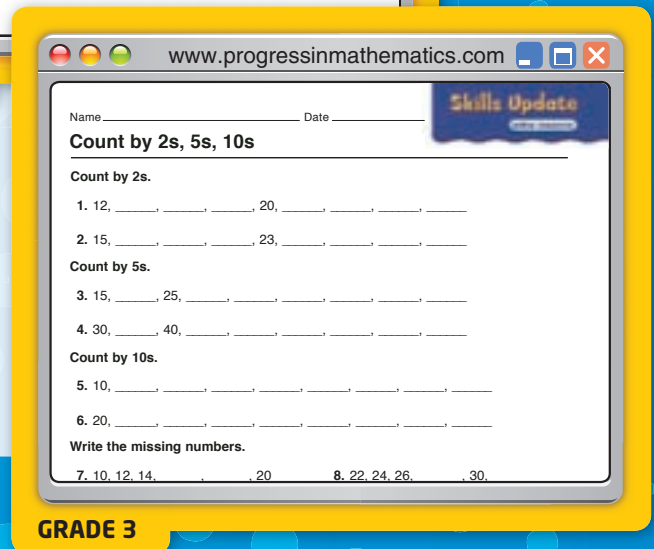 www.progressinmathematics.com
Skills Update
Name______ Date______
Count by 2s, 5s, 10s
Count by 2s.
1. 12, ______, ______, ______, 20, ______, ______, ______, ______
2. 15, ______, ______, ______, 23, ______, ______, ______, ______
Count by 5s.
3. 15, ______, 25, ______, ______, ______, ______, ______, ______
4. 30, ______, 40, ______, ______, ______, ______, ______, ______
Count by 10s.
5. 10, ______, ______, ______, ______, ______, ______, ______, ______
6. 20, ______, ______, ______, ______, ______, ______, ______, ______
Write the missing numbers.
7. 10, 12, 14, ______, ______, 20 8. 22, 24, 26, ______, 30,
GRADE 3